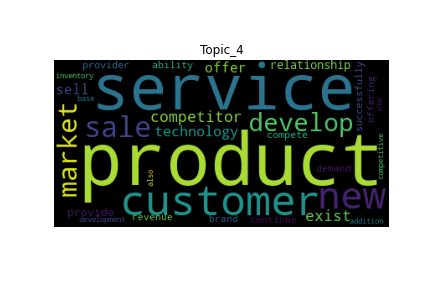 Topic_4
provider ability offer relationship
inventory service successfully offering
sell base competitor
market sale technology develop
compete competitive
product demand
also customer new
provide revenue brand continue exist
development addition